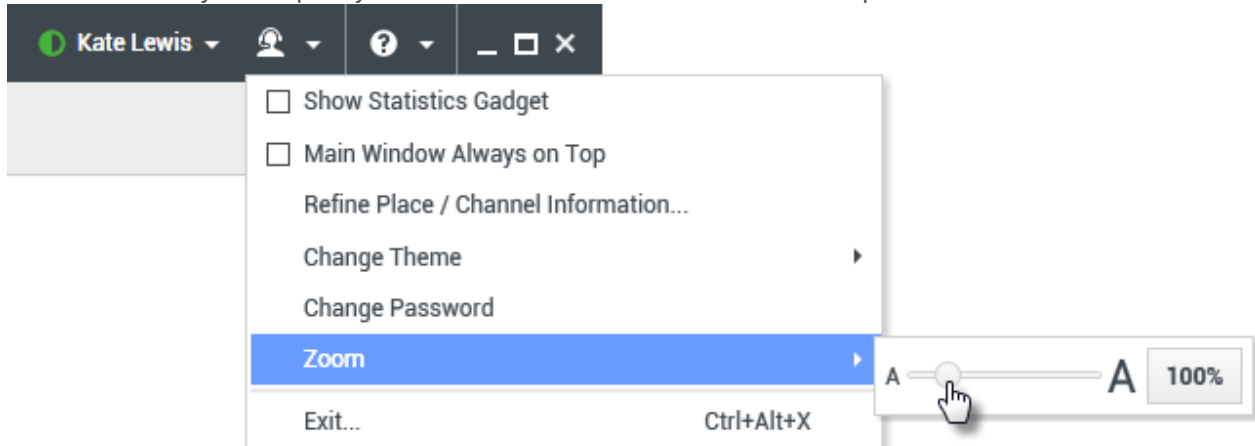 Kate Lewis
Show Statistics Gadget
Main Window Always on Top
Refine Place / Channel Information...
Change Theme
Change Password
Zoom
A A 100%
Exit... Ctrl+Alt+X